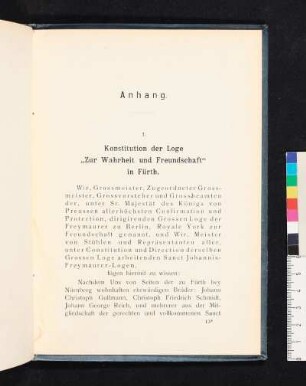 Anhang.
1.
Konstitution der Loge
„Zur Wahrheit und Freundschaft"
in Fürth.
Wir, Grossmeister, Zugeordneter Gross-
meister, Grossvorsteher und Grossbeamten
der, unter Sr. Majestät des Königs von
Preussen allerhöchsten Confirmation und
Protection, dirigirenden Grossen Loge der
Freymaurer zu Berlin, Royale York zur
Freundschaft genannt, und Wir, Meister
von Stühlen und Repräsentanten aller,
unter Constitution und Direction derselben
Grossen Loge arbeitenden Sanct Johannis-
Freymaurer-Logen,
fügen hiermit zu wissen:
Nachdem Uns von Seiten der zu Fürth bey
Nürnberg wohnhaften ehrwürdigen Brüder: Johann
Christoph Gullmann, Christoph Friedrich Schmidt,
Johann George Reich, und mehrerer aus der Mit-
gliedschaft der gerechten und vollkommenen Sanct